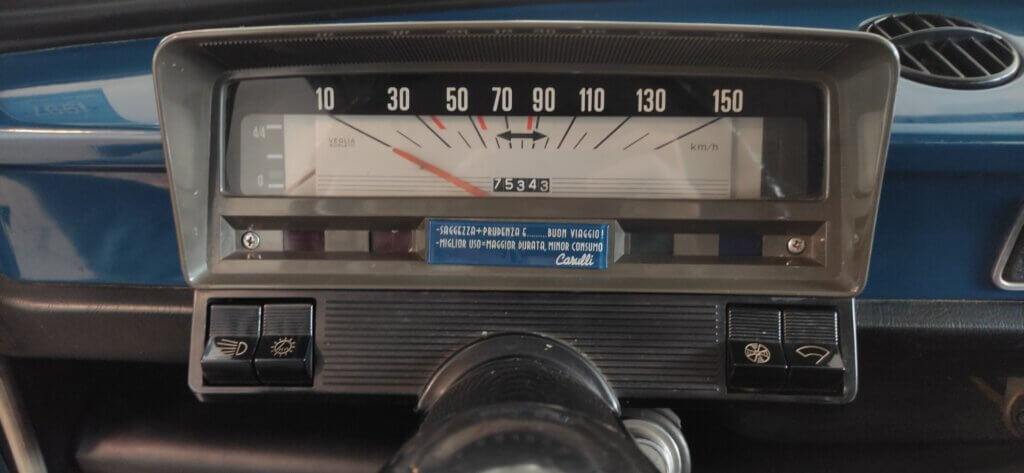 10 30 50 70 90 110 130 150
4/4
VEGLIA
BORLETTI
km/h
0
75343
-SAGGEZZA+PRUDENZA E........BUON VIAGGIO!
-MIGLIOR USO=MAGGIOR DURATA, MINOR CONSUMO
Carulli